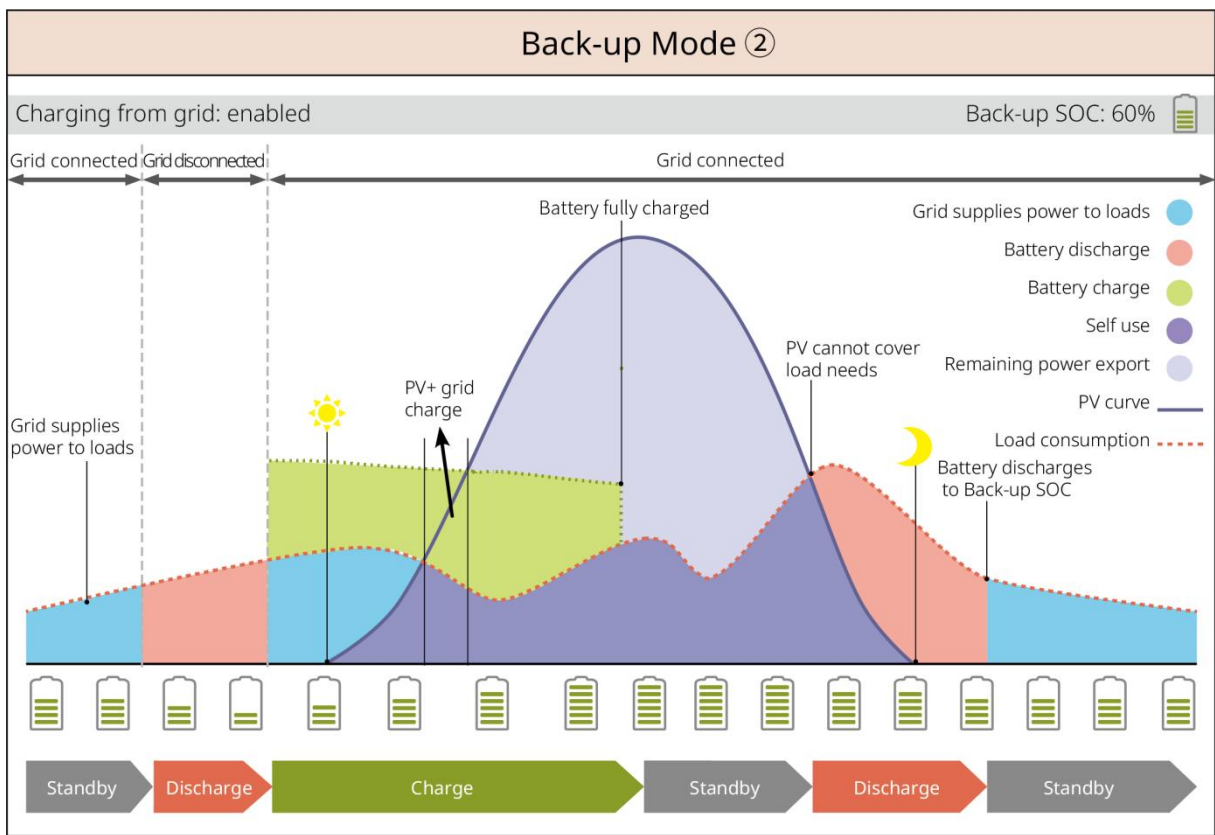 Back-up Mode ②
Charging from grid: enabled
Back-up SOC: 60%
Grid connected
Grid disconnected
Grid connected
Battery fully charged
Grid supplies power to loads
Battery discharge
Battery charge
Self use
Remaining power export
PV curve
Load consumption
PV cannot cover
load needs
PV+ grid
charge
Grid supplies
power to loads
Battery discharges
to Back-up SOC
Standby
Discharge
Charge
Standby
Discharge
Standby